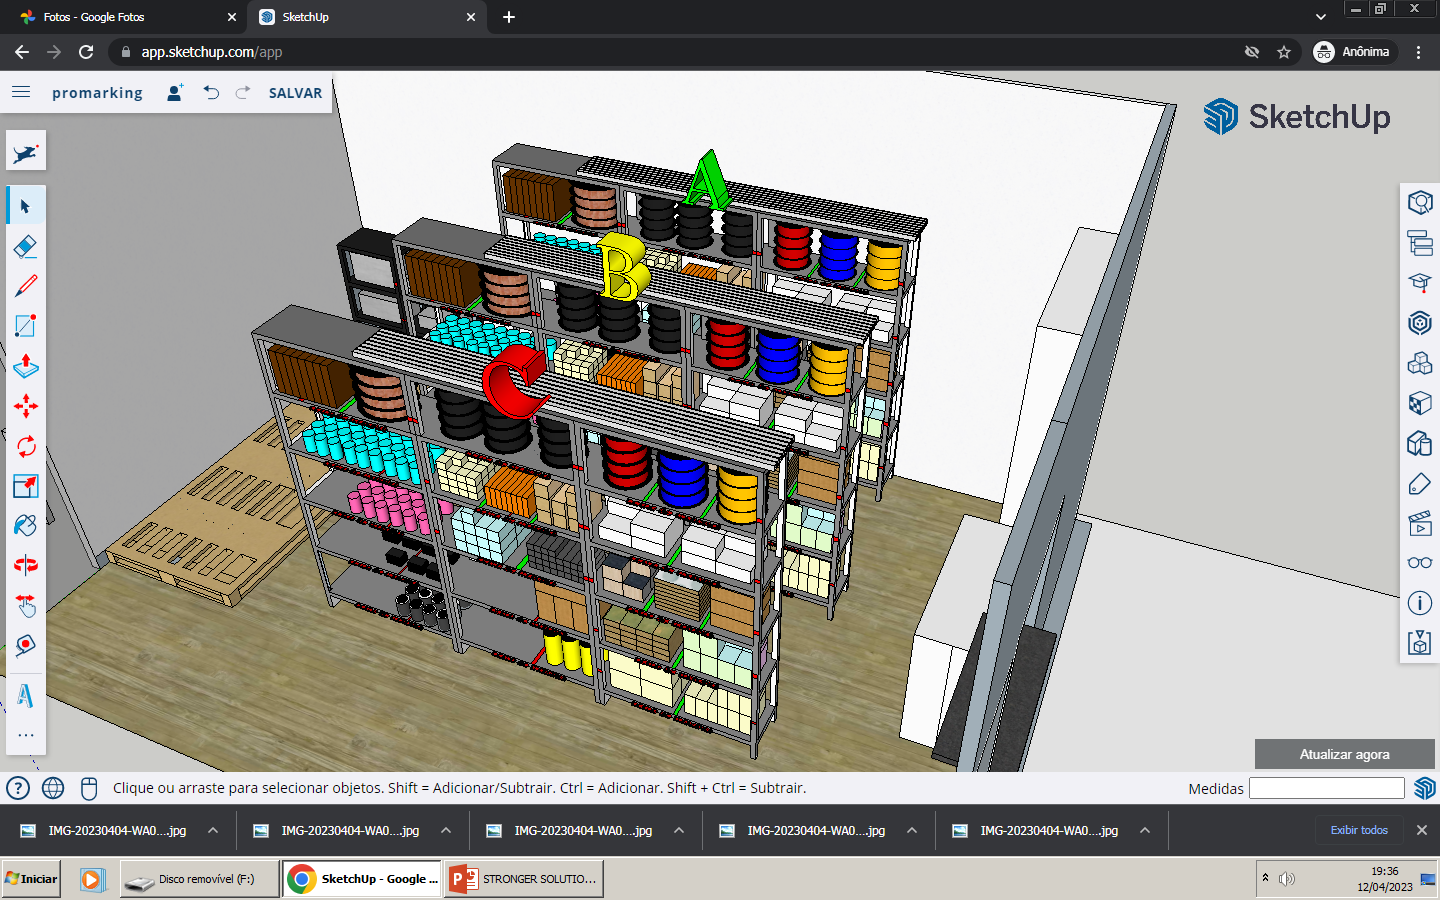 Fotos - Google Fotos
SketchUp
app.sketchup.com/app
Anônima
promarking
SALVAR
SketchUp
A
B
C
Atualizar agora
Clique ou arraste para selecionar objetos. Shift = Adicionar/Subtrair. Ctrl = Adicionar. Shift + Ctrl = Subtrair.
Medidas
IMG-20230404-WA0....jpg
IMG-20230404-WA0....jpg
IMG-20230404-WA0....jpg
IMG-20230404-WA0....jpg
IMG-20230404-WA0....jpg
Exibir todos
Iniciar
Disco removível (F:)
SketchUp - Google ...
STRONGER SOLUTIO...
19:36
12/04/2023